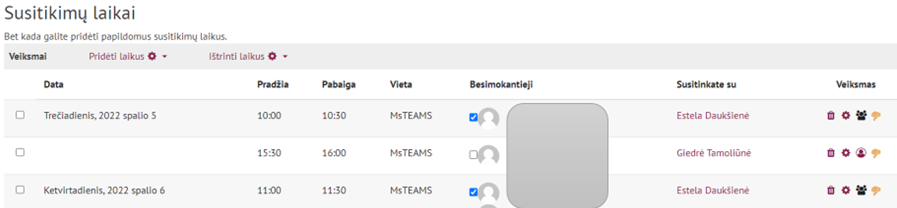 Susitikimų laikai
Bet kada galite pridėti papildomus susitikimų laikus.
Veiksmai Pridėti laikus Ištrinti laikus
Data Pradžia Pabaiga Vieta Besimokantieji Susitinkate su Veiksmas
Trečiadienis, 2022 spalio 5 10:00 10:30 MsTEAMS Estela Daukšienė
15:30 16:00 MsTEAMS Giedrė Tamoliūnė
Ketvirtadienis, 2022 spalio 6 11:00 11:30 MsTEAMS Estela Daukšienė